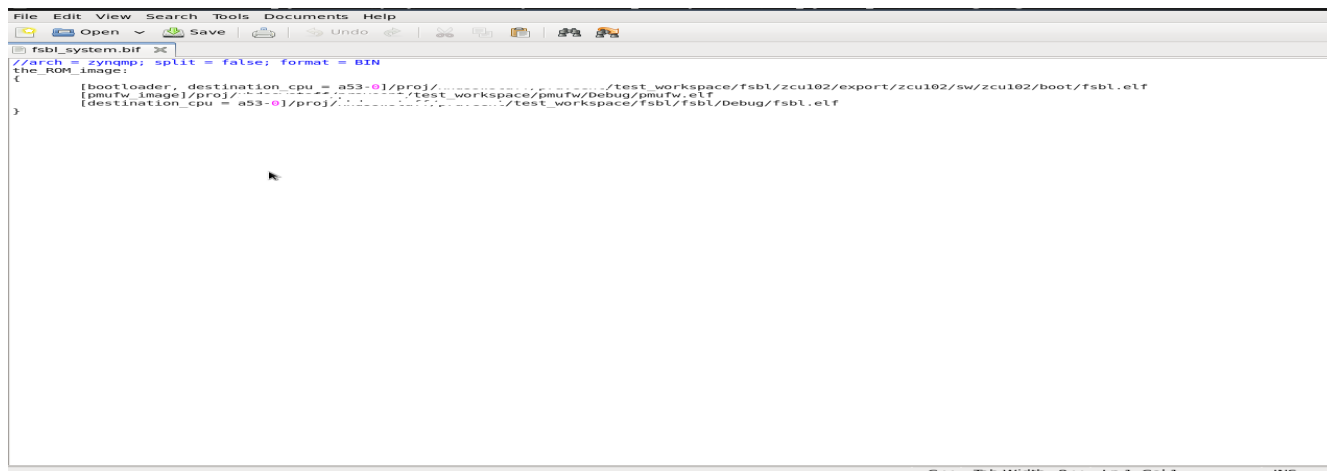 File Edit View Search Tools Documents Help
Open Save Undo
fsbl_system.bif
//arch = zynqmp; split = false; format = BIN
the_ROM_image:
{
[bootloader, destination_cpu = a53-0]/proj/ /test_workspace/fsbl/zcu102/export/zcu102/sw/zcu102/boot/fsbl.elf
[pmufw_image]/proj/ /test_workspace/pmufw/Debug/pmufw.elf
[destination_cpu = a53-0]/proj/ /test_workspace/fsbl/fsbl/Debug/fsbl.elf
}